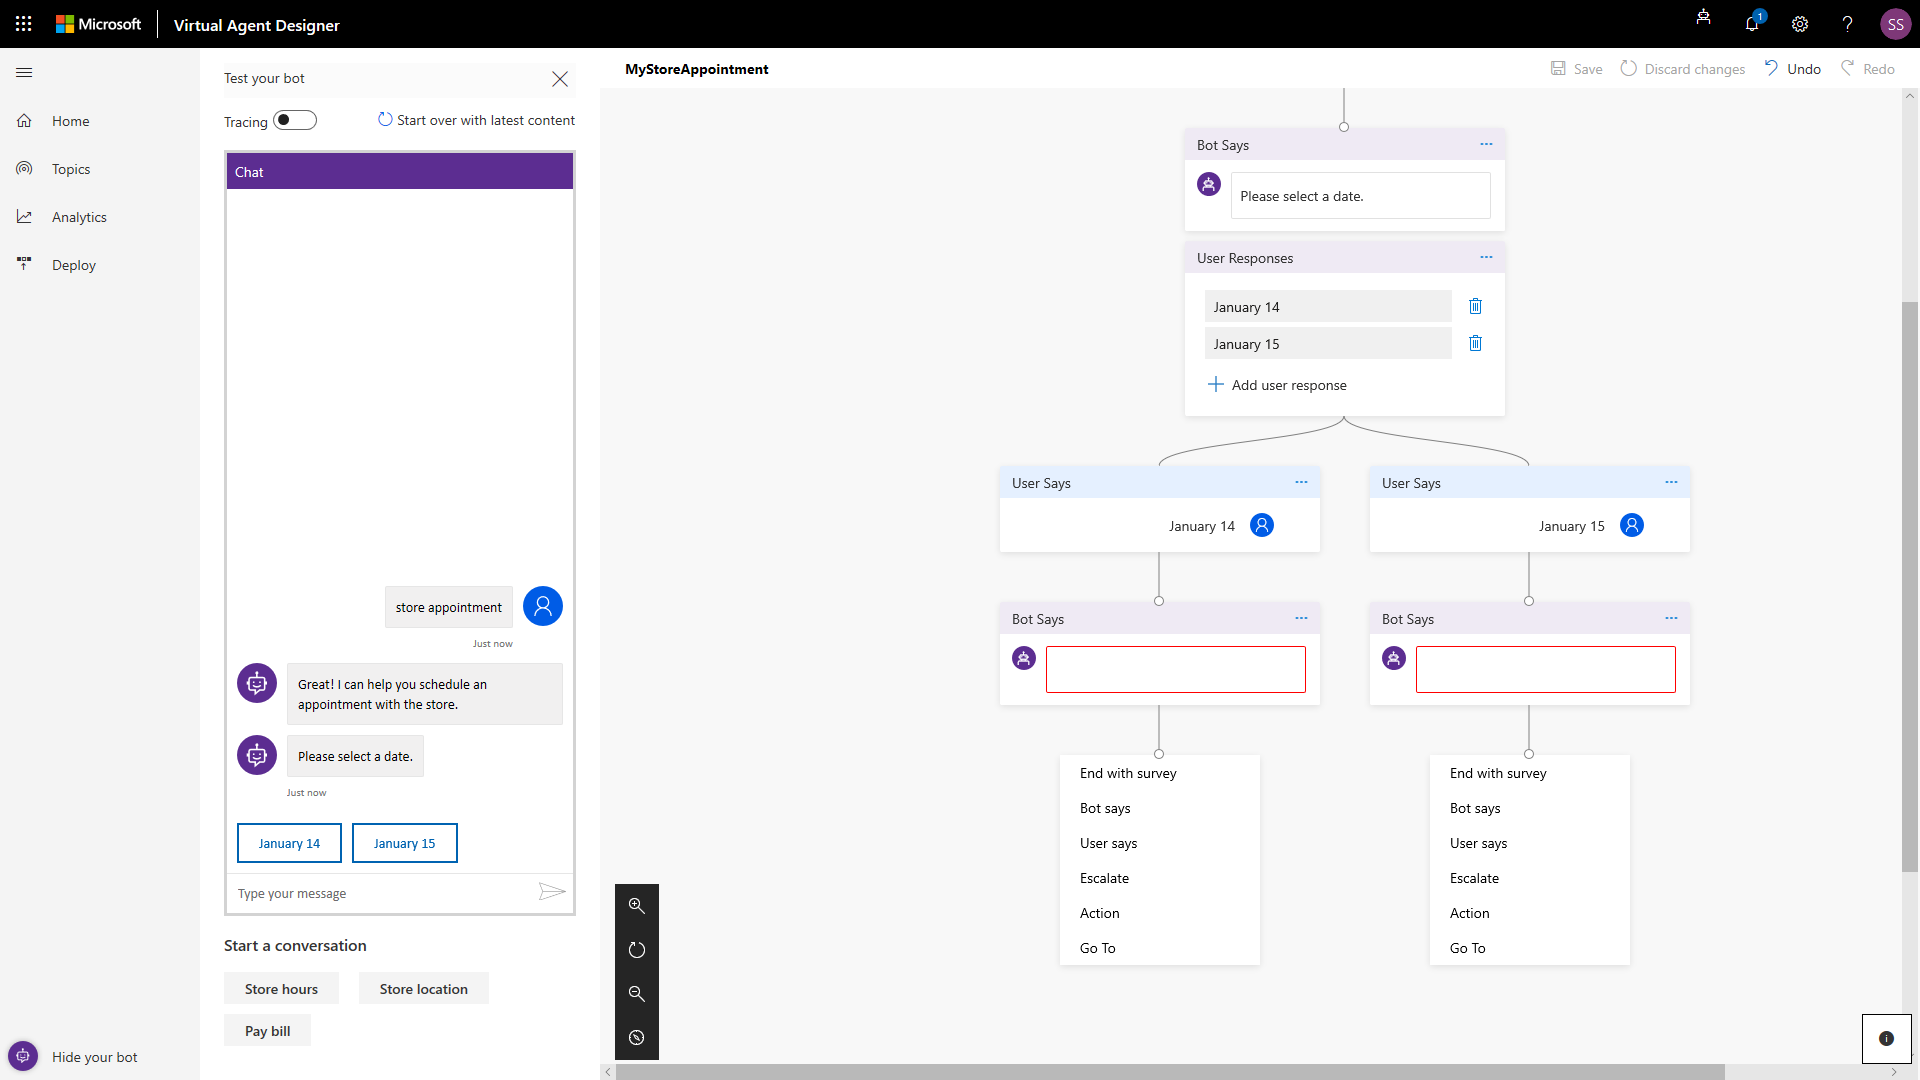 Microsoft
Virtual Agent Designer
1
SS
Home
Topics
Analytics
Deploy
Hide your bot
Test your bot
Tracing
Start over with latest content
Chat
store appointment
Just now
Great! I can help you schedule an
appointment with the store.
Please select a date.
Just now
January 14
January 15
Type your message
Start a conversation
Store hours
Store location
Pay bill
MyStoreAppointment
Save
Discard changes
Undo
Redo
Bot Says
Please select a date.
User Responses
January 14
January 15
Add user response
User Says
January 14
User Says
January 15
Bot Says
Bot Says
End with survey
Bot says
User says
Escalate
Action
Go To
End with survey
Bot says
User says
Escalate
Action
Go To